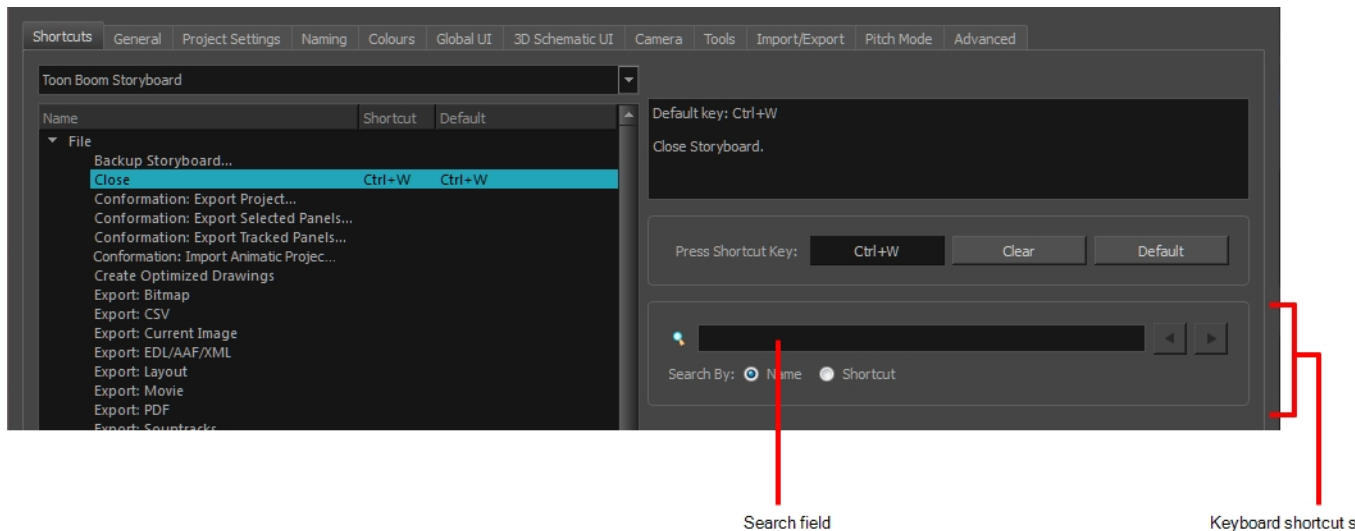 Shortcuts General Project Settings Naming Colours Global UI 3D Schematic UI Camera Tools Import/Export Pitch Mode Advanced
Toon Boom Storyboard
Name Shortcut Default
File
Backup Storyboard...
Close Ctrl+W Ctrl+W
Conformation: Export Project...
Conformation: Export Selected Panels...
Conformation: Export Tracked Panels...
Conformation: Import Animatic Projec...
Create Optimized Drawings
Export: Bitmap
Export: CSV
Export: Current Image
Export: EDL/AAF/XML
Export: Layout
Export: Movie
Export: PDF
Export: Sountracks
Default key: Ctrl+W
Close Storyboard.
Press Shortcut Key: Ctrl+W Clear Default
Search By: Name Shortcut
Search field
Keyboard shortcut s